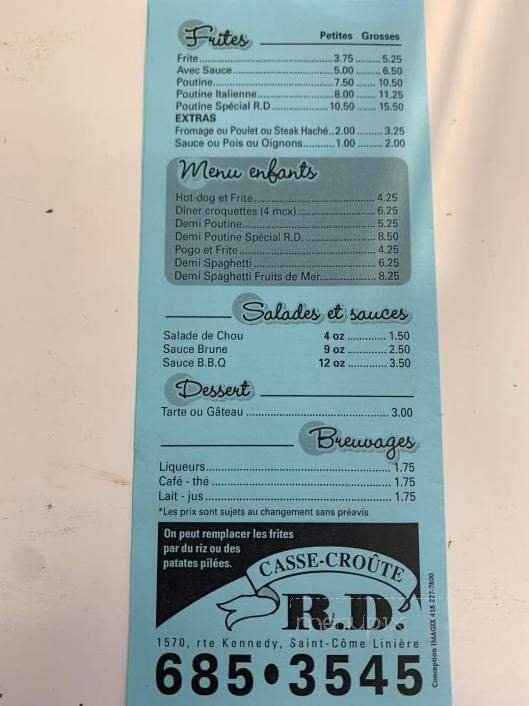 Frites Petites Grosses
Frite..........3.75.........5.25
Avec Sauce..........5.00.........6.50
Poutine..........7.50.......10.50
Poutine Italienne..........8.00.......11.25
Poutine Spécial R.D..........10.50.......15.50
EXTRAS
Fromage ou Poulet ou Steak Haché..2.00.........3.25
Sauce ou Pois ou Oignons...........1.00.........2.00
Menu enfants
Hot-dog et Frite..........4.25
Dîner croquettes (4 mcx)..........6.25
Demi Poutine..........5.25
Demi Poutine Spécial R.D...........8.50
Pogo et Frite..........4.25
Demi Spaghetti..........6.25
Demi Spaghetti Fruits de Mer..........8.25
Salades et sauces
Salade de Chou 4 oz............1.50
Sauce Brune 9 oz............2.50
Sauce B.B.Q 12 oz............3.50
Dessert
Tarte ou Gâteau..........3.00
Breuvages
Liqueurs..........1.75
Café - thé..........1.75
Lait - jus..........1.75
*Les prix sont sujets au changement sans préavis
On peut remplacer les frites
par du riz ou des
patates pilées.
CASSE-CROÛTE
R.D.
menupix
1570, rte Kennedy, Saint-Côme Linière
685•3545
Conception IMAGIX 418 227-7800